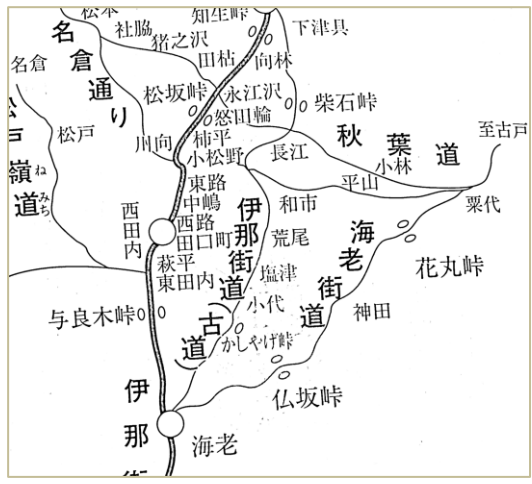 松本
社脇
知生峠
下津具
猪之沢
田枯
向林
名倉通り
名倉
松坂峠
永江沢
柴石峠
悠田輪
松戸
川向
柿平
小松野
長江
秋葉道
小林
至古戸
平山
粟代
嶺道
ねみち
東路
中嶋
西路
田口町
西田内
萩平
東田内
伊那街道
(古道)
和市
荒尾
塩津
小代
かしやげ峠
海老街道
花丸峠
神田
与良木峠
仏坂峠
伊那街
海老